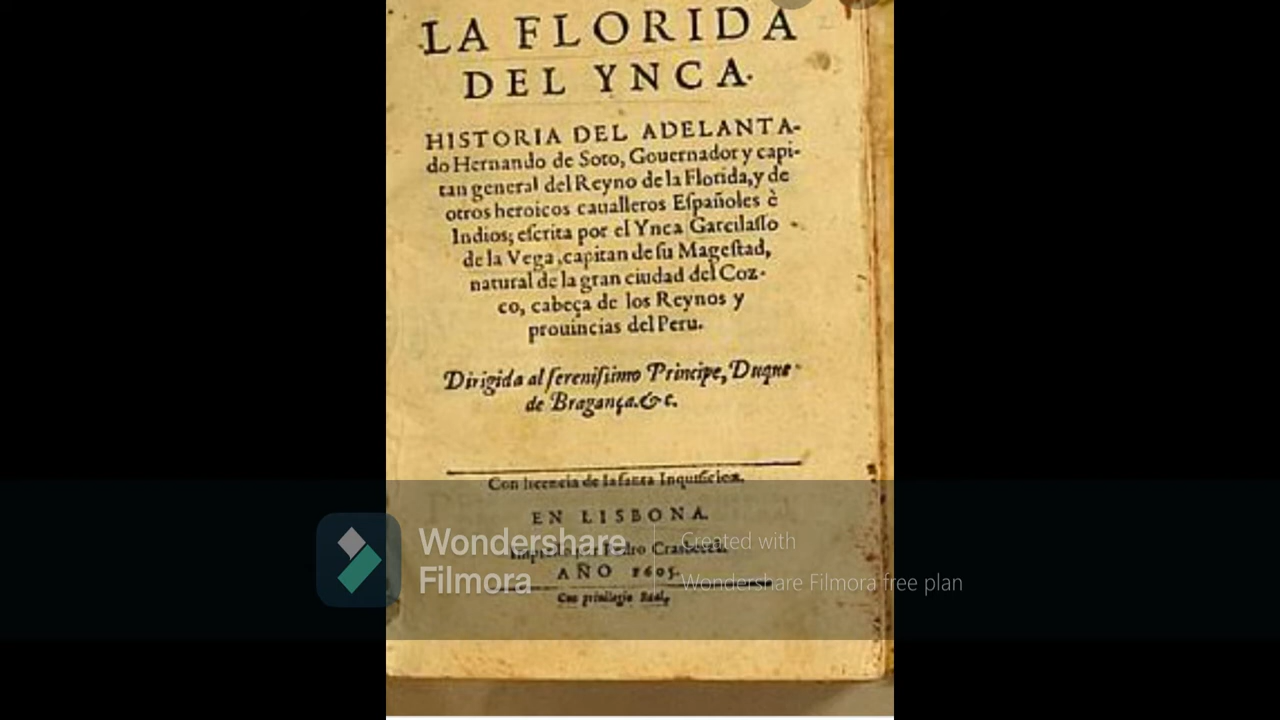 LA FLORIDA
DEL YNCA.
HISTORIA DEL ADELANTA-
do Hernando de Soto, Gouernador y capi-
tan general del Reyno de la Florida, y de
otros heroicos caualleros Eſpañoles è
Indios; eſcrita por el Ynca Garcilaſſo
de la Vega, capitan de ſu Mageſtad,
natural de la gran ciudad del Coz-
co, cabeça de los Reynos y
prouincias del Peru.
Dirigida al ſereniſsimo Principe, Duque
de Bragança.&c.
Con licencia de la ſanta Inquiſicion.
EN LISBONA.
por Pedro Crasbeeck.
AÑO 1605.
Con priuilegio Real,
Wondershare
Filmora
Created with
Wondershare Filmora free plan